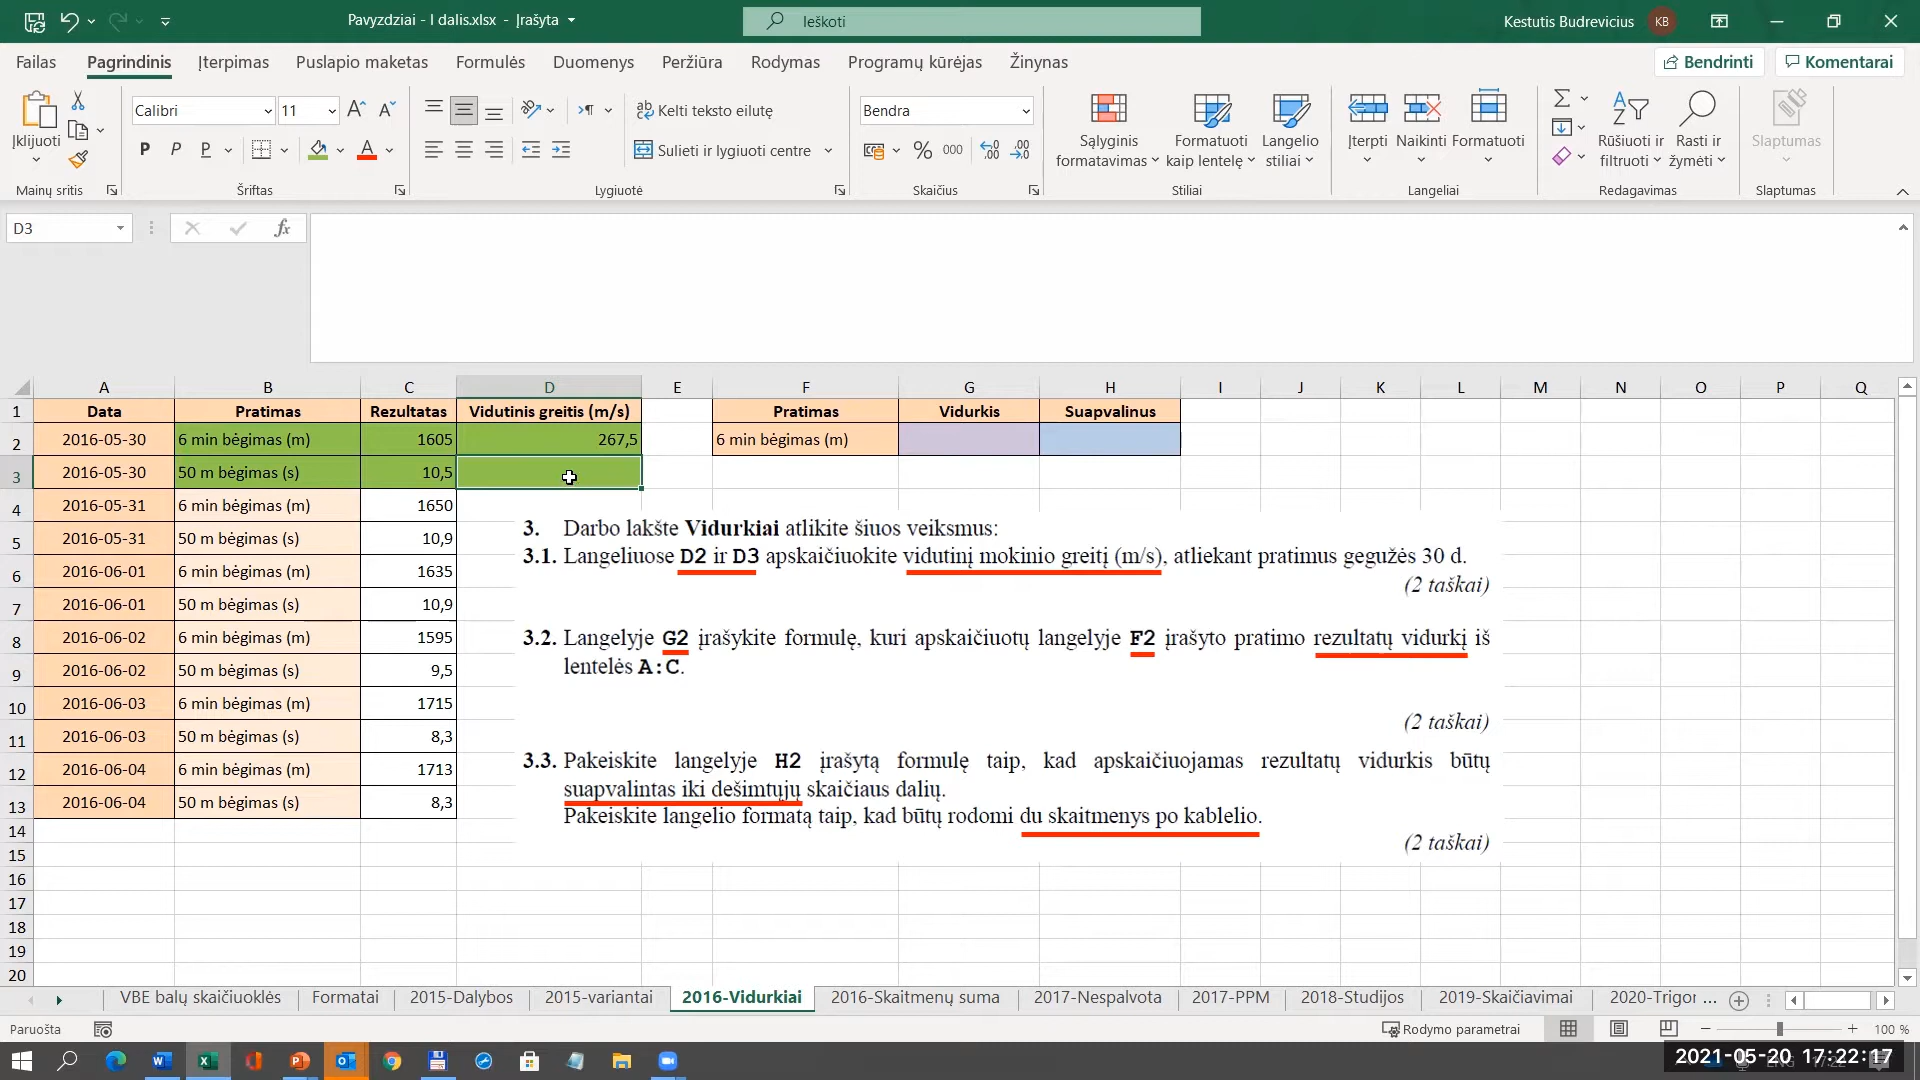 Pavyzdziai - I dalis.xlsx - Įrašyta
Ieškoti
Kestutis Budrevicius KB
Failas Pagrindinis Įterpimas Puslapio maketas Formulės Duomenys Peržiūra Rodymas Programų kūrėjas Žinynas
Bendrinti Komentarai
Įklijuoti
Calibri 11
P P P
Kelti teksto eilutę
Sulieti ir lygiuoti centre
Bendra
% 000
Sąlyginis formatavimas
Formatuoti kaip lentelę
Langelio stiliai
Įterpti Naikinti Formatuoti
Rūšiuoti ir filtruoti
Rasti ir žymėti
Slaptumas
Mainų sritis Šriftas Lygiuotė Skaičius Stiliai Langeliai Redagavimas Slaptumas
D3 fx
A B C D E F G H I J K L M N O P Q
1 Data Pratimas Rezultatas Vidutinis greitis (m/s) Pratimas Vidurkis Suapvalinus
2 2016-05-30 6 min bėgimas (m) 1605 267,5 6 min bėgimas (m)
3 2016-05-30 50 m bėgimas (s) 10,5
4 2016-05-31 6 min bėgimas (m) 1650
5 2016-05-31 50 m bėgimas (s) 10,9
6 2016-06-01 6 min bėgimas (m) 1635
7 2016-06-01 50 m bėgimas (s) 10,9
8 2016-06-02 6 min bėgimas (m) 1595
9 2016-06-02 50 m bėgimas (s) 9,5
10 2016-06-03 6 min bėgimas (m) 1715
11 2016-06-03 50 m bėgimas (s) 8,3
12 2016-06-04 6 min bėgimas (m) 1713
13 2016-06-04 50 m bėgimas (s) 8,3
14
15
16
17
18
19
20
3. Darbo lakšte Vidurkiai atlikite šiuos veiksmus:
3.1. Langeliuose D2 ir D3 apskaičiuokite vidutinį mokinio greitį (m/s), atliekant pratimus gegužės 30 d.
(2 taškai)
3.2. Langelyje G2 įrašykite formulę, kuri apskaičiuotų langelyje F2 įrašyto pratimo rezultatų vidurkį iš
lentelės A:C.
(2 taškai)
3.3. Pakeiskite langelyje H2 įrašytą formulę taip, kad apskaičiuojamas rezultatų vidurkis būtų
suapvalintas iki dešimtųjų skaičiaus dalių.
Pakeiskite langelio formatą taip, kad būtų rodomi du skaitmenys po kablelio.
(2 taškai)
VBE balų skaičiuoklės Formatai 2015-Dalybos 2015-variantai 2016-Vidurkiai 2016-Skaitmenų suma 2017-Nespalvota 2017-PPM 2018-Studijos 2019-Skaičiavimai 2020-Trigor ...
Paruošta
Rodymo parametrai
100 %
2021-05-20 17:22:17